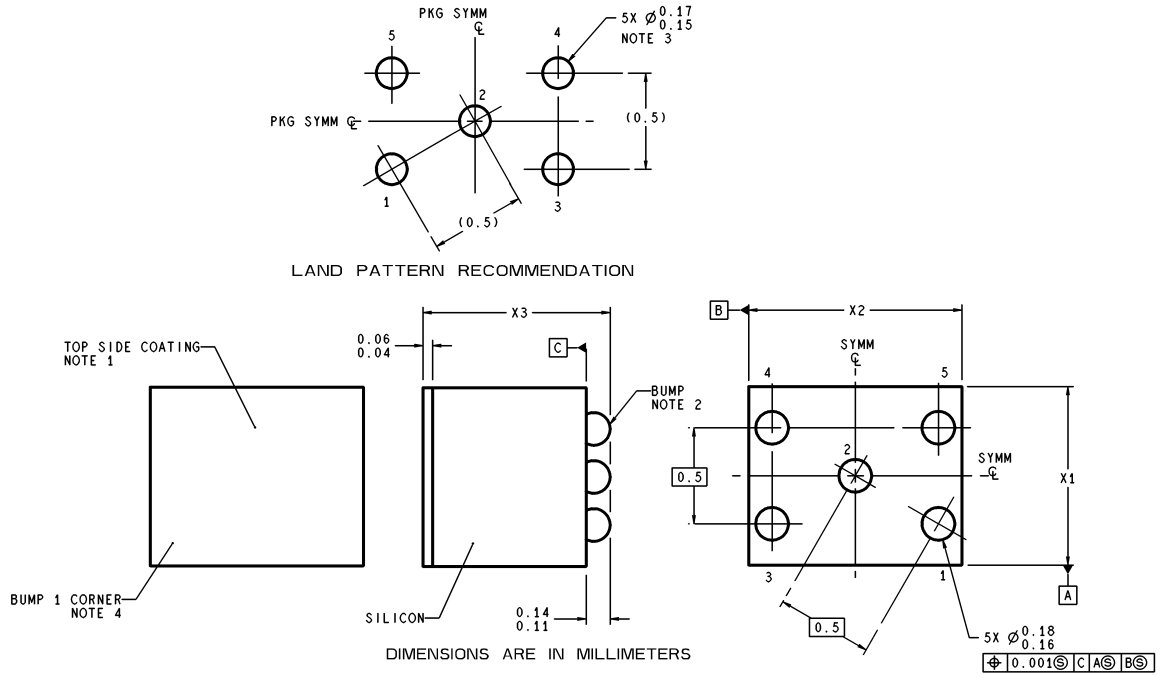 PKG SYMM
℄
5X Ø0.17
0.15
NOTE 3
5
4
2
PKG SYMM ℄
(0.5)
1
3
(0.5)
LAND PATTERN RECOMMENDATION
X3
B
X2
TOP SIDE COATING
NOTE 1
0.06
0.04
C
SYMM
℄
4
5
BUMP
NOTE 2
2
SYMM
℄
0.5
X1
BUMP 1 CORNER
NOTE 4
SILICON
0.14
0.11
3
1
A
0.5
5X Ø0.18
0.16
⌖ 0.001Ⓢ C AⓈ BⓈ
DIMENSIONS ARE IN MILLIMETERS